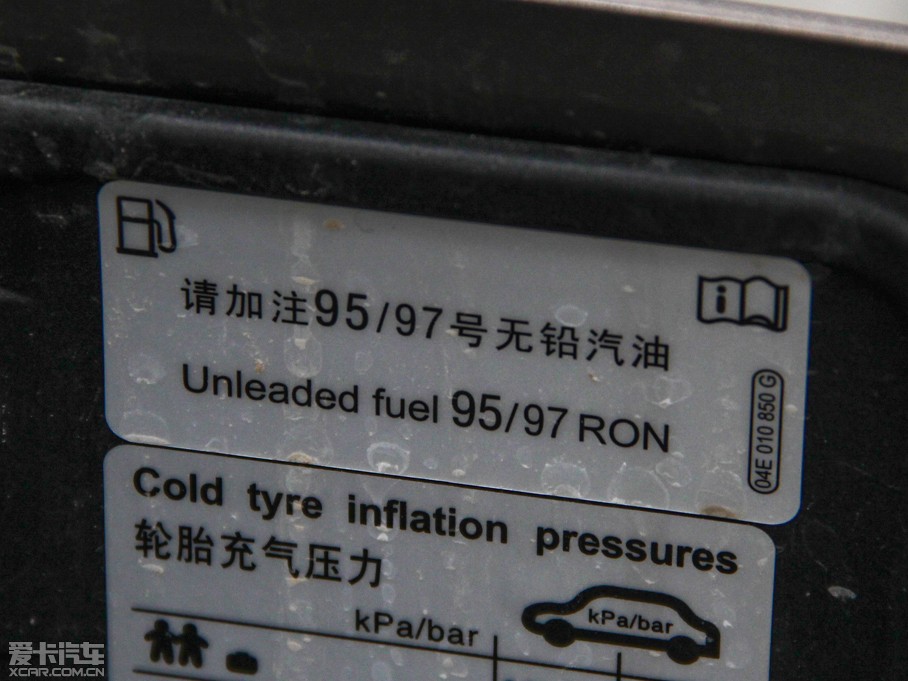 请加注95/97号无铅汽油
Unleaded fuel 95/97 RON
04E 010 850 G
Cold tyre inflation pressures
轮胎充气压力
kPa/bar
kPa/bar
爱卡汽车
XCAR.COM.CN